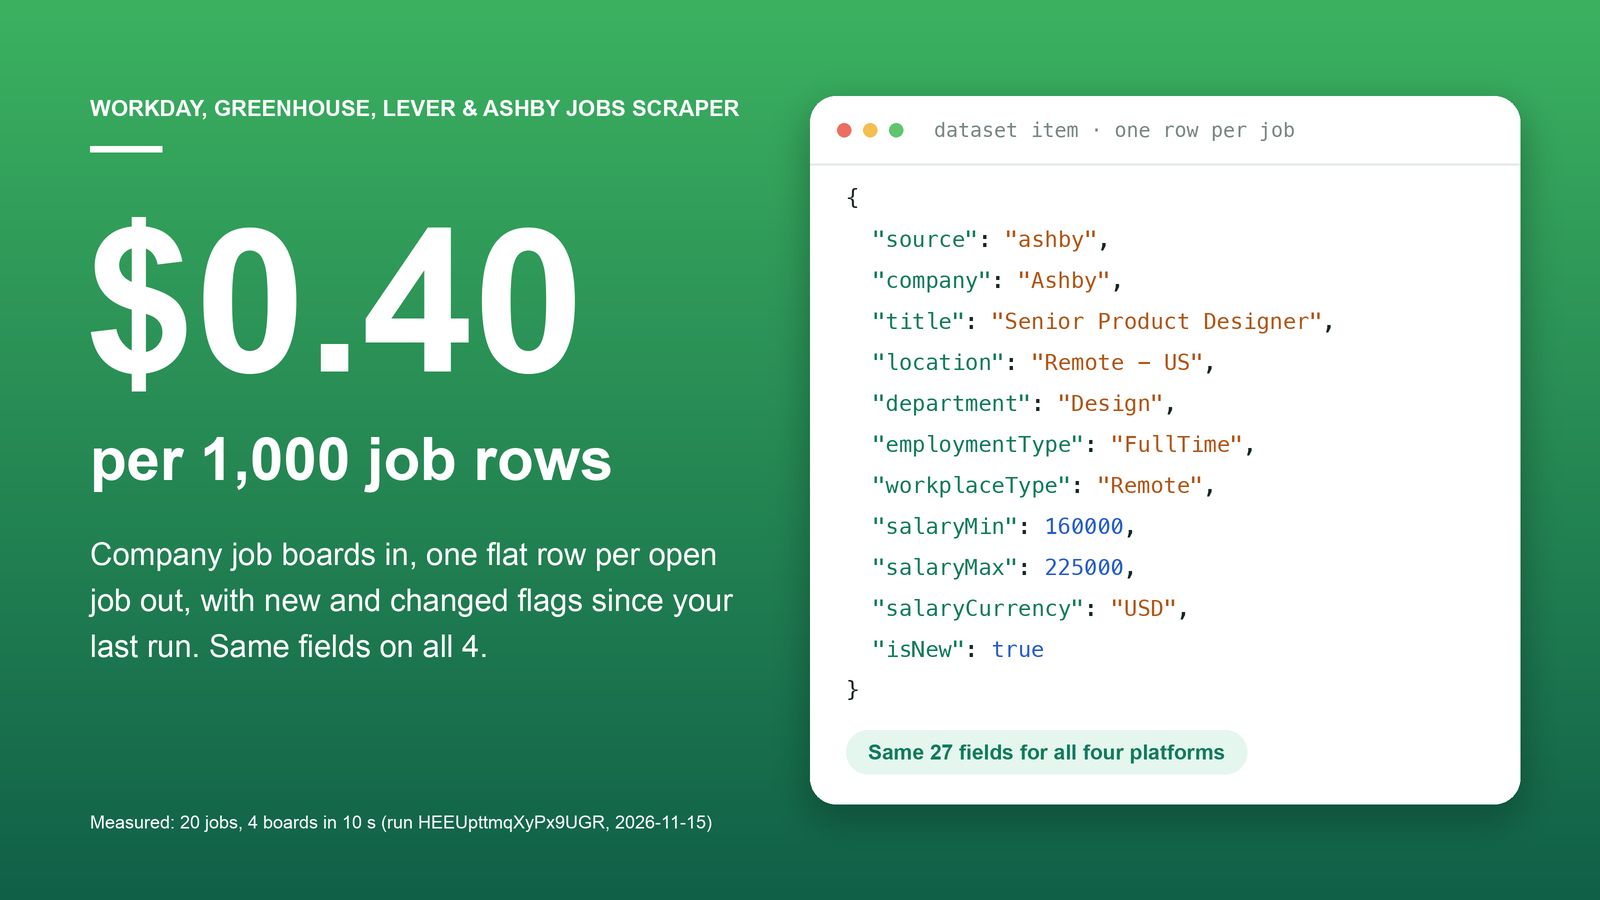 WORKDAY, GREENHOUSE, LEVER & ASHBY JOBS SCRAPER
$0.40
per 1,000 job rows
Company job boards in, one flat row per open
job out, with new and changed flags since your
last run. Same fields on all 4.
Measured: 20 jobs, 4 boards in 10 s (run HEEUpttmqXyPx9UGR, 2026-11-15)
dataset item · one row per job
{
"source": "ashby",
"company": "Ashby",
"title": "Senior Product Designer",
"location": "Remote – US",
"department": "Design",
"employmentType": "FullTime",
"workplaceType": "Remote",
"salaryMin": 160000,
"salaryMax": 225000,
"salaryCurrency": "USD",
"isNew": true
}
Same 27 fields for all four platforms